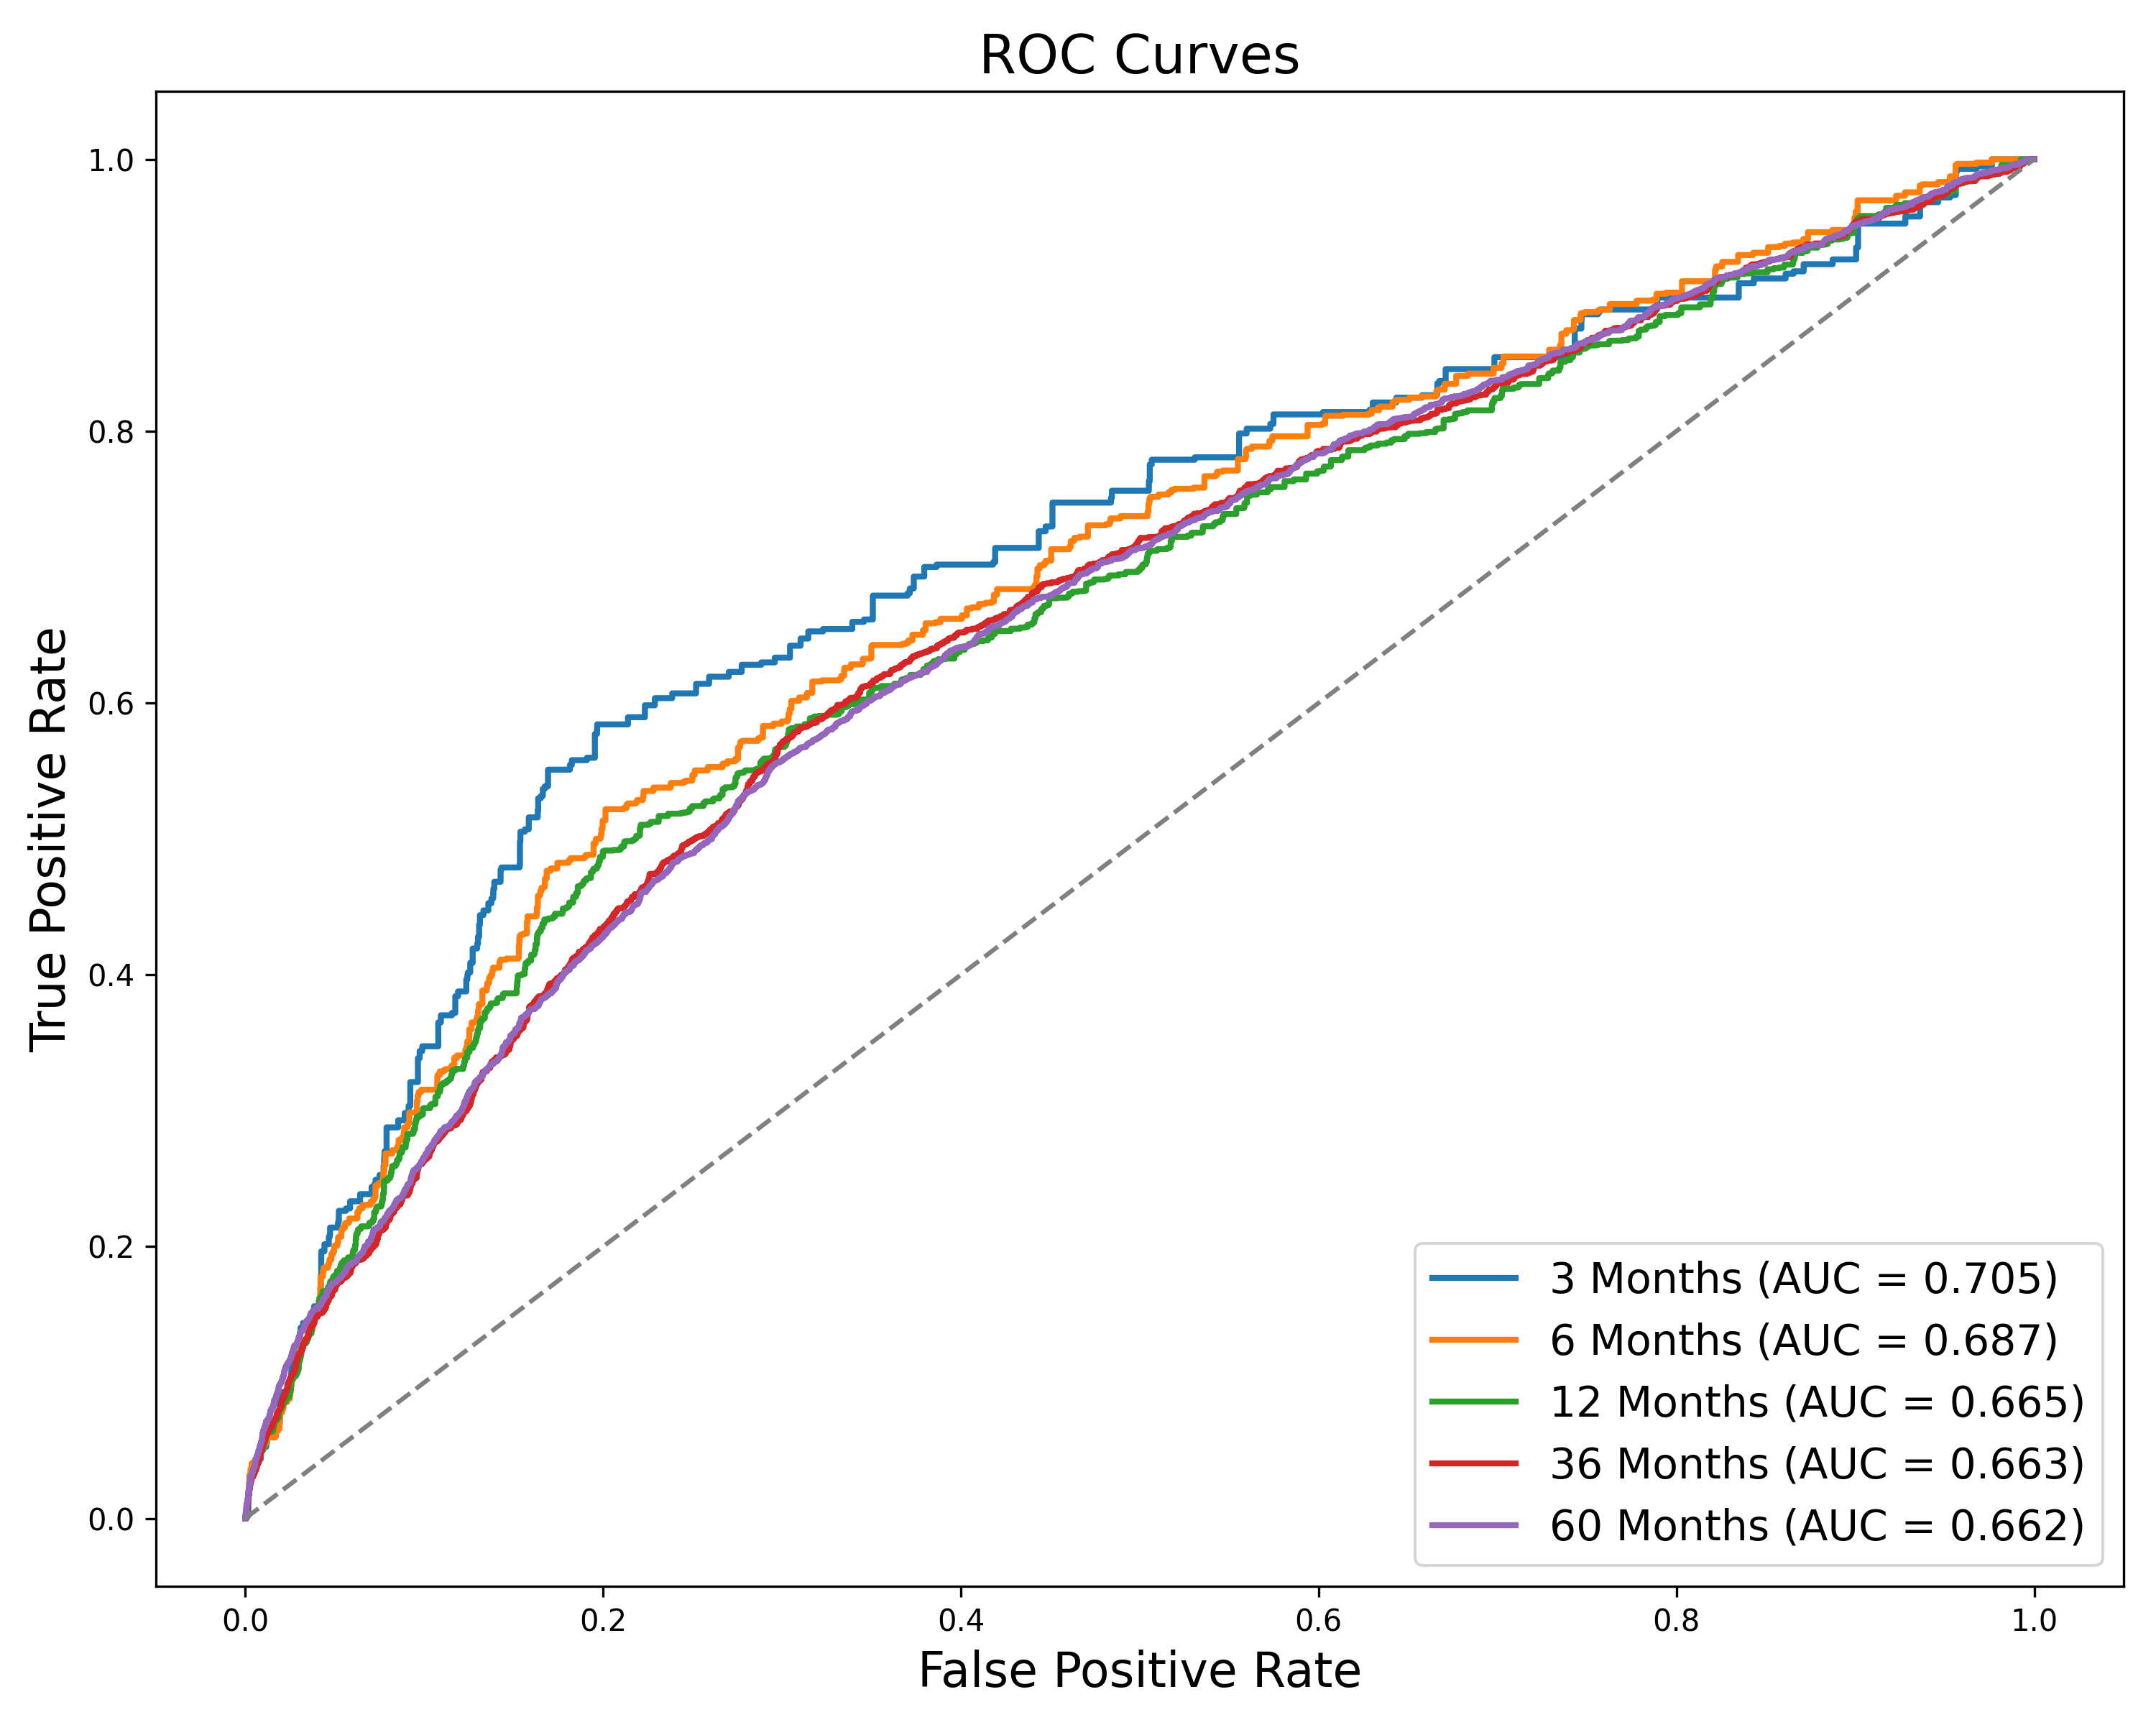 ROC Curves
True Positive Rate
1.0
0.8
0.6
0.4
0.2
0.0
0.0 0.2 0.4 0.6 0.8 1.0
False Positive Rate
3 Months (AUC = 0.705)
6 Months (AUC = 0.687)
12 Months (AUC = 0.665)
36 Months (AUC = 0.663)
60 Months (AUC = 0.662)